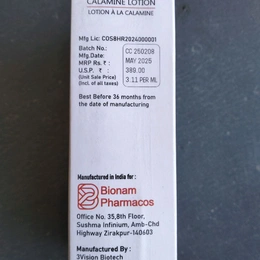 CALAMINE LOTION
LOTION À LA CALAMINE
Mfg Lic: COS8HR2024000001
Batch No.: CC 250208
Mfg.Date: MAY 2025
MRP Rs. ₹ : 389.00
U.S.P. ₹ : 3.11 PER ML
(Unit Sale Price)
(Incl. of all taxes)
Best Before 36 months from
the date of manufacturing
Manufactured in India for :
Bionam
Pharmacos
Office No. 35,8th Floor,
Sushma Infinium, Amb-Chd
Highway Zirakpur-140603
Manufactured By :
3Vision Biotech